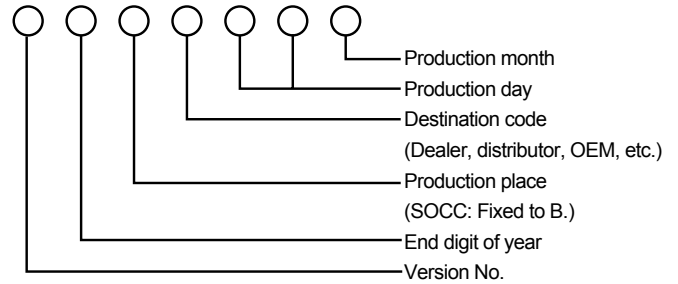 Production month
Production day
Destination code
(Dealer, distributor, OEM, etc.)
Production place
(SOCC: Fixed to B.)
End digit of year
Version No.